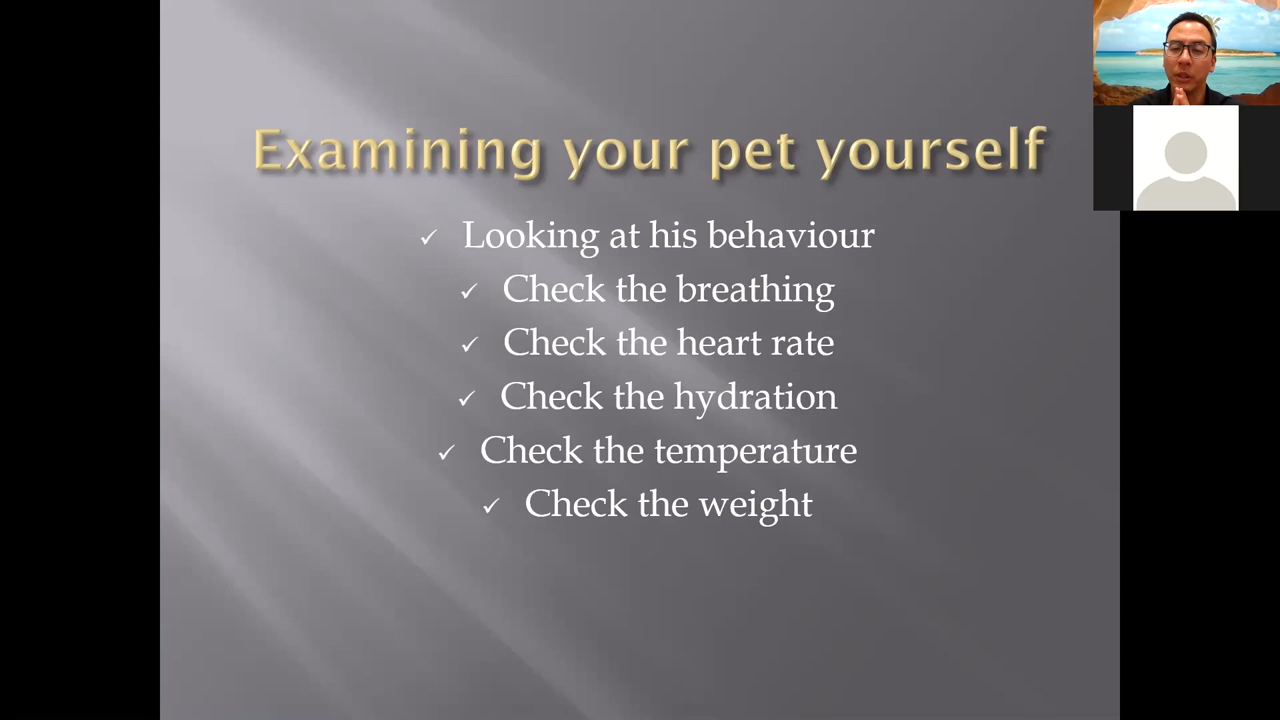 Examining your pet yourself
✓ Looking at his behaviour
✓ Check the breathing
✓ Check the heart rate
✓ Check the hydration
✓ Check the temperature
✓ Check the weight